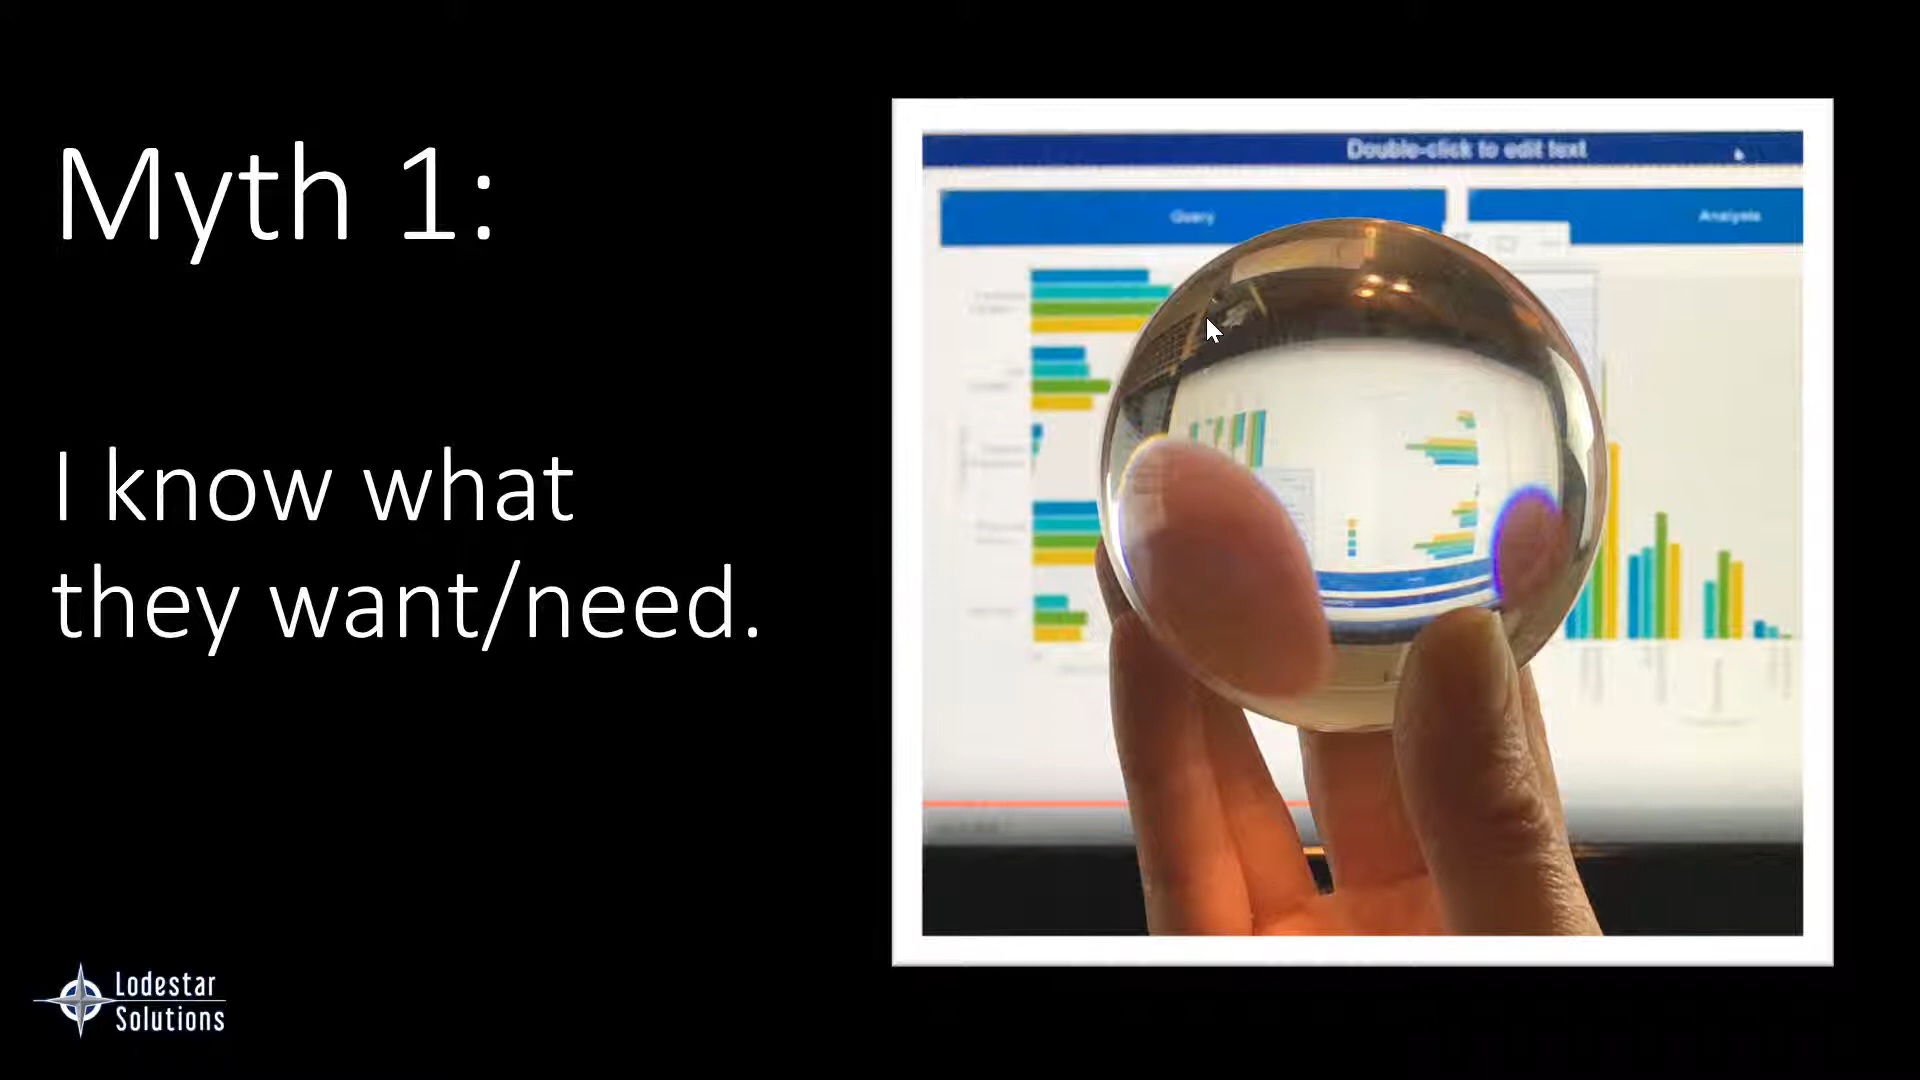 Myth 1:
I know what
they want/need.
Double-click to edit text
Query
Analysis
Lodestar
Solutions